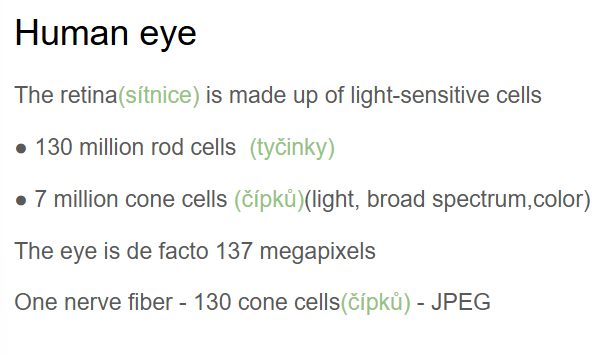 Human eye
The retina(sítnice) is made up of light-sensitive cells
● 130 million rod cells (tyčinky)
● 7 million cone cells (čípků)(light, broad spectrum,color)
The eye is de facto 137 megapixels
One nerve fiber - 130 cone cells(čípků) - JPEG